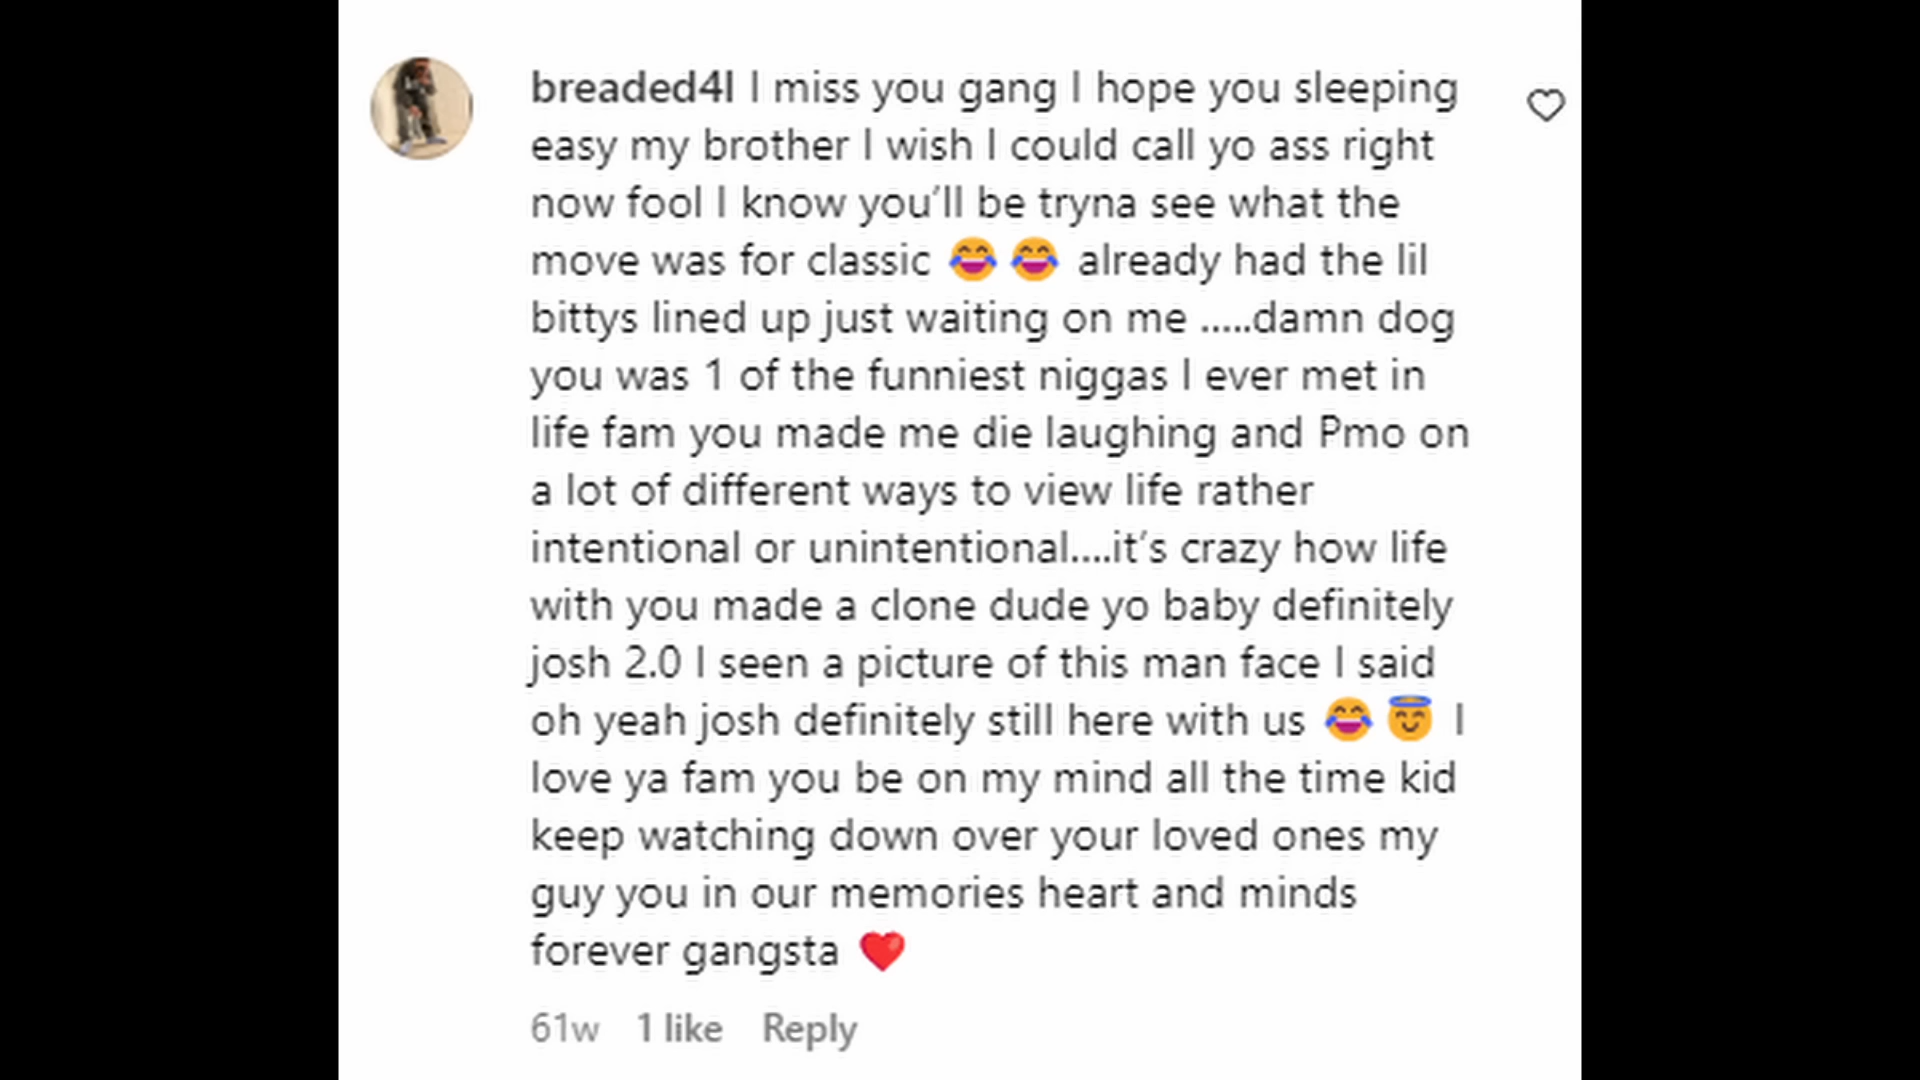 breaded4l I miss you gang I hope you sleeping
easy my brother I wish I could call yo ass right
now fool I know you’ll be tryna see what the
move was for classic 😂😂 already had the lil
bittys lined up just waiting on me .....damn dog
you was 1 of the funniest niggas I ever met in
life fam you made me die laughing and Pmo on
a lot of different ways to view life rather
intentional or unintentional....it’s crazy how life
with you made a clone dude yo baby definitely
josh 2.0 I seen a picture of this man face I said
oh yeah josh definitely still here with us 😂😇 I
love ya fam you be on my mind all the time kid
keep watching down over your loved ones my
guy you in our memories heart and minds
forever gangsta ❤️
61w 1 like Reply